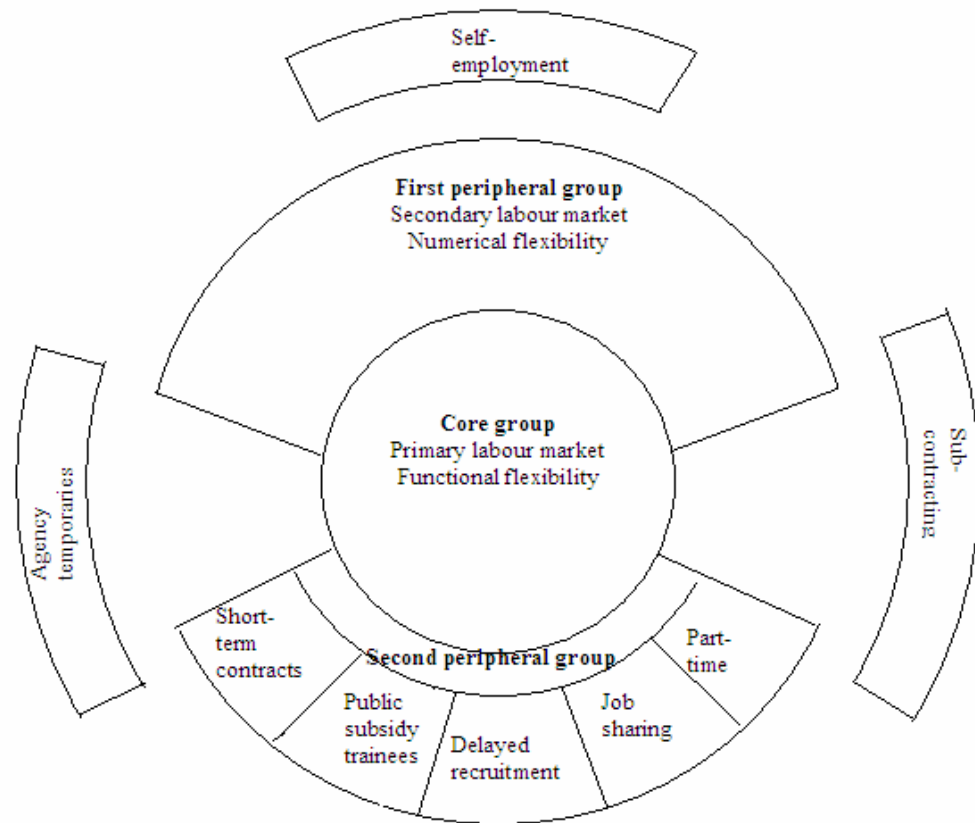 Self-
employment
First peripheral group
Secondary labour market
Numerical flexibility
Core group
Primary labour market
Functional flexibility
Agency
temporaries
Sub-
contracting
Second peripheral group
Short-
term
contracts
Public
subsidy
trainees
Delayed
recruitment
Job
sharing
Part-
time